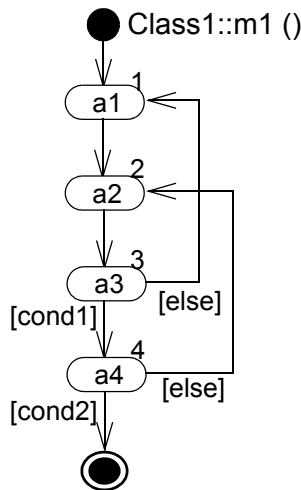 Class1::m1 ()
1
a1
2
a2
3
a3
[cond1]
[else]
4
a4
[else]
[cond2]